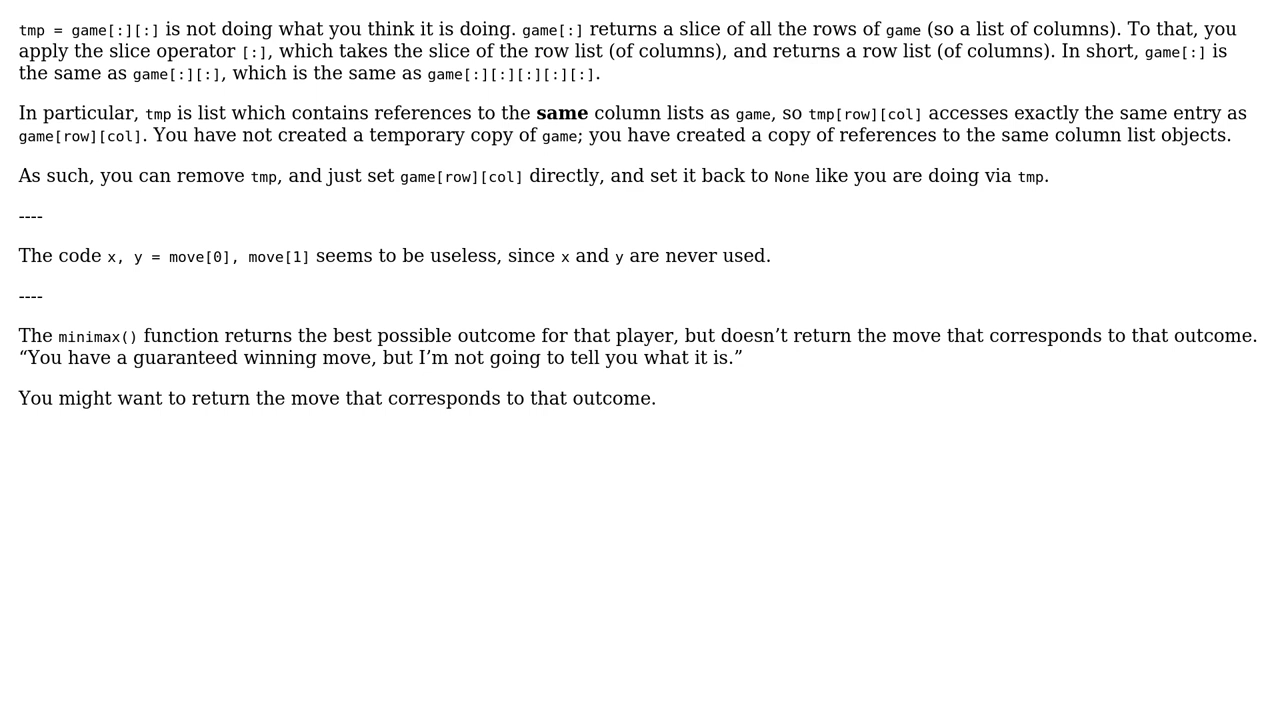 tmp = game[:][:] is not doing what you think it is doing. game[:] returns a slice of all the rows of game (so a list of columns). To that, you
apply the slice operator [:], which takes the slice of the row list (of columns), and returns a row list (of columns). In short, game[:] is
the same as game[:][:], which is the same as game[:][:][:][:][:].
In particular, tmp is list which contains references to the same column lists as game, so tmp[row][col] accesses exactly the same entry as
game[row][col]. You have not created a temporary copy of game; you have created a copy of references to the same column list objects.
As such, you can remove tmp, and just set game[row][col] directly, and set it back to None like you are doing via tmp.
----
The code x, y = move[0], move[1] seems to be useless, since x and y are never used.
----
The minimax() function returns the best possible outcome for that player, but doesn’t return the move that corresponds to that outcome.
“You have a guaranteed winning move, but I’m not going to tell you what it is.”
You might want to return the move that corresponds to that outcome.